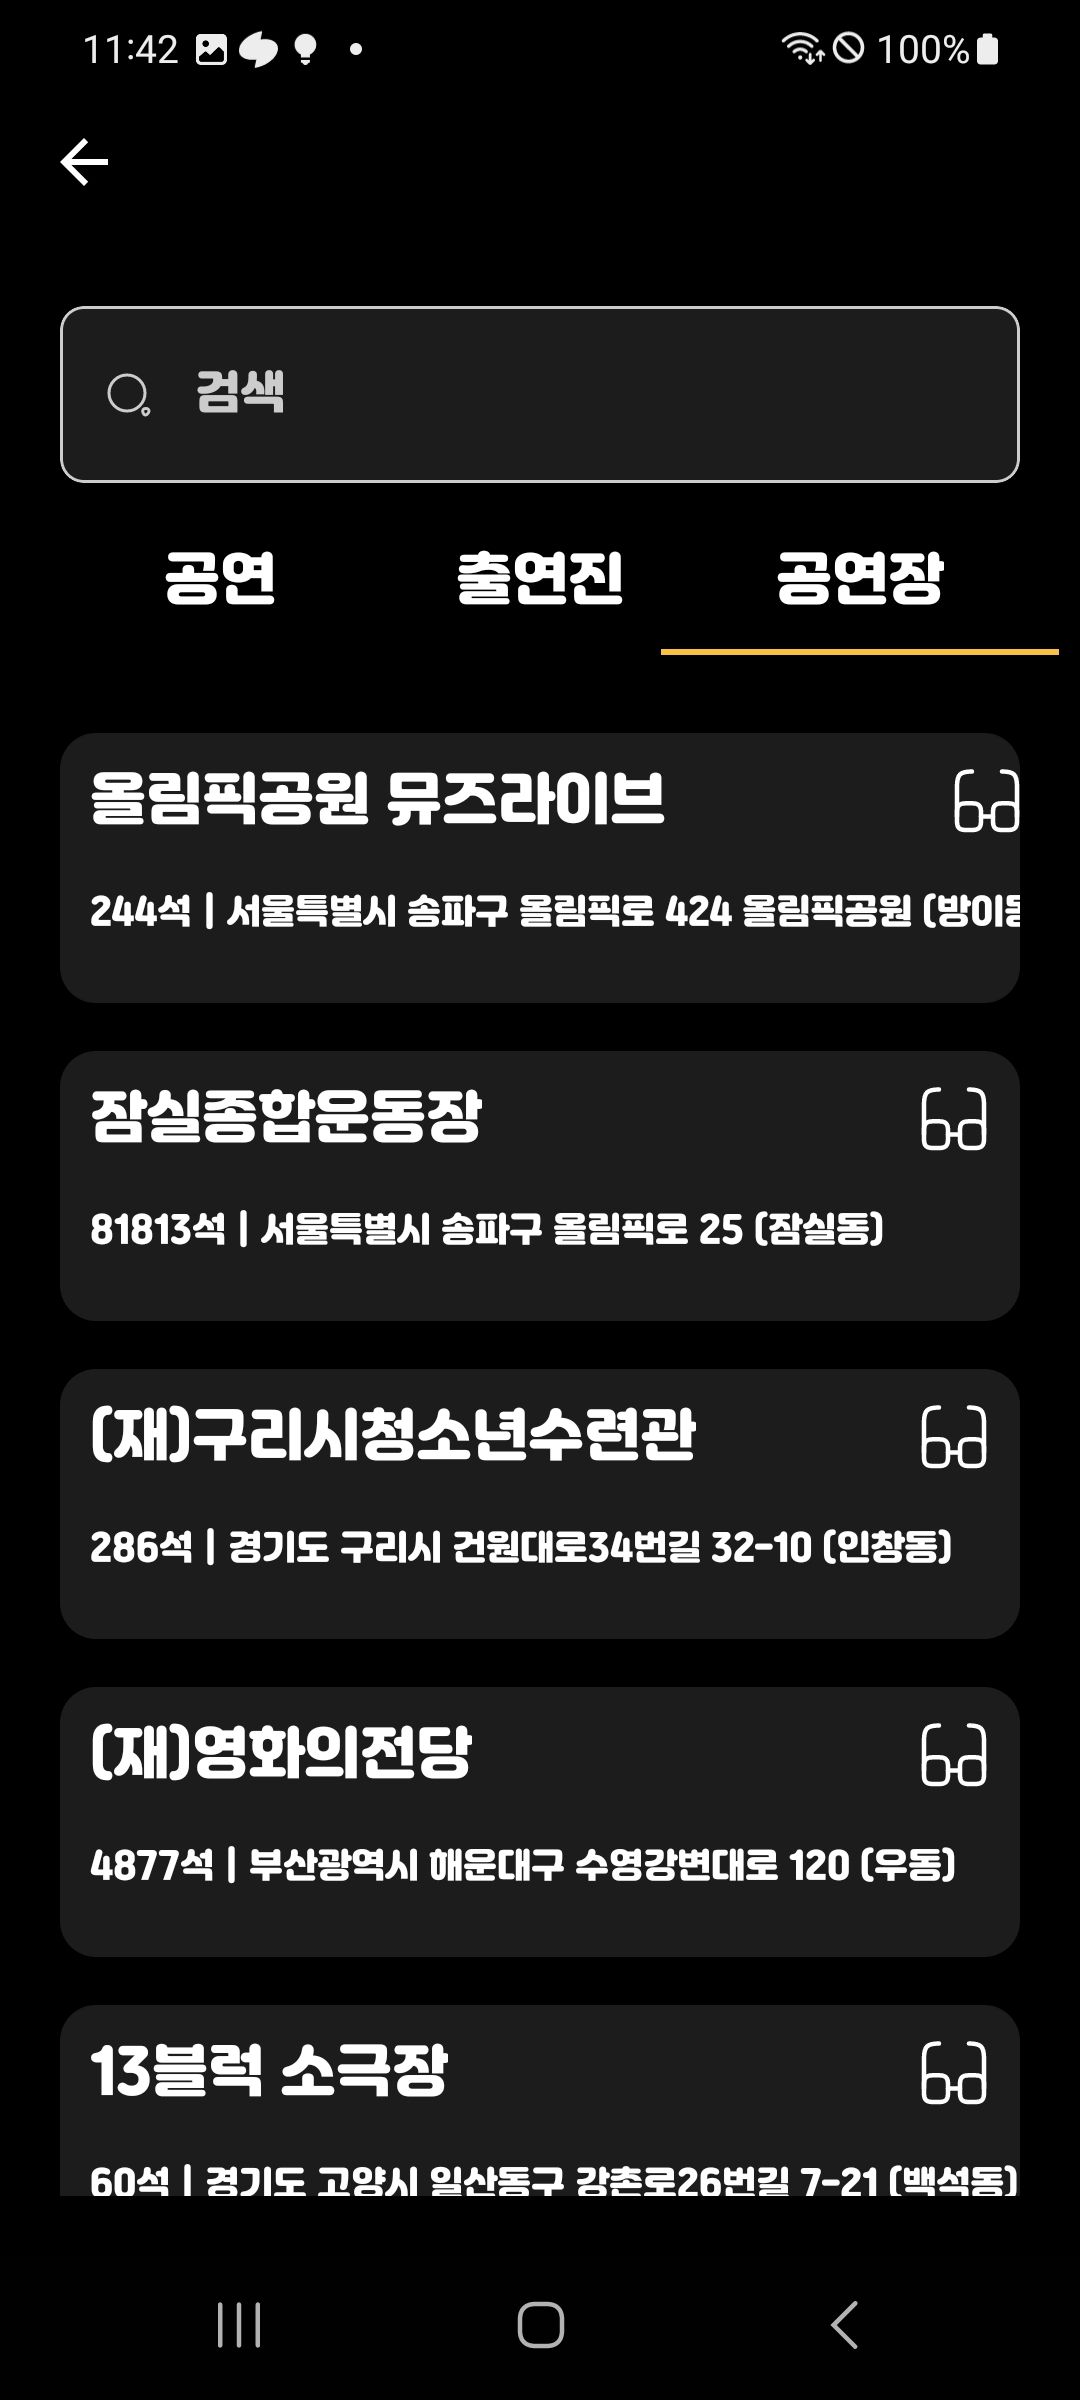 11:42
100%
검색
공연 출연진 공연장
올림픽공원 뮤즈라이브
244석 | 서울특별시 송파구 올림픽로 424 올림픽공원 (방이동
잠실종합운동장
81813석 | 서울특별시 송파구 올림픽로 25 (잠실동)
(재)구리시청소년수련관
286석 | 경기도 구리시 건원대로34번길 32-10 (인창동)
(재)영화의전당
4877석 | 부산광역시 해운대구 수영강변대로 120 (우동)
13블럭 소극장
60석 | 경기도 고양시 일산동구 강촌로26번길 7-21 (백석동)